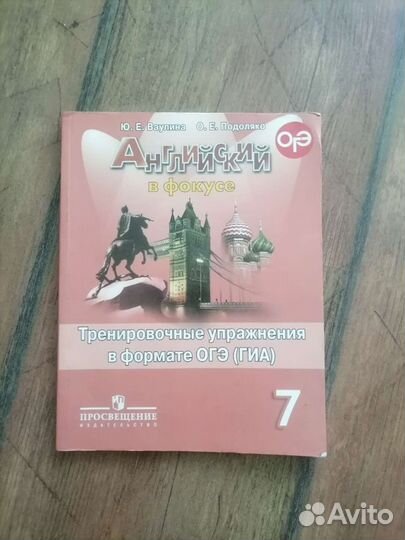 Ю. Е. Ваулина О. Е. Подоляко
ОГЭ
Английский
в фокусе
Тренировочные упражнения
в формате ОГЭ (ГИА)
7
ПРОСВЕЩЕНИЕ
ИЗДАТЕЛЬСТВО
Avito